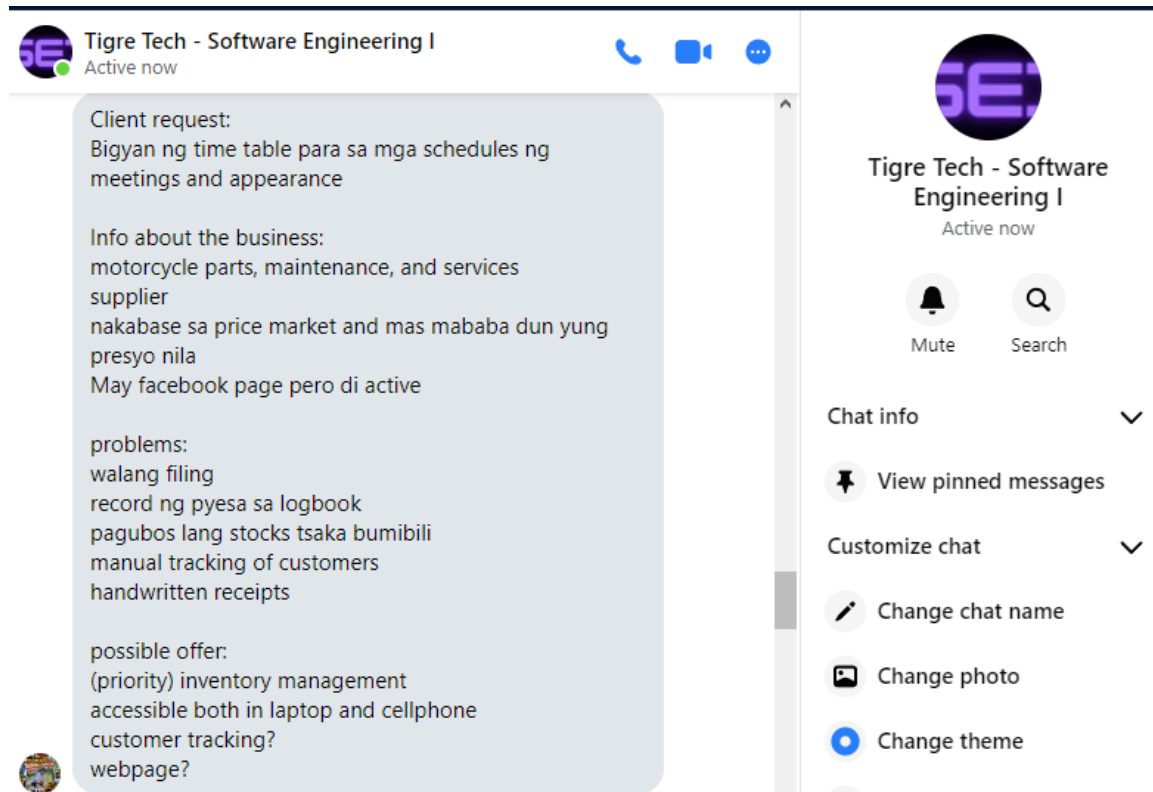 Tigre Tech - Software Engineering I
Active now
Client request:
Bigyan ng time table para sa mga schedules ng
meetings and appearance
Info about the business:
motorcycle parts, maintenance, and services
supplier
nakabase sa price market and mas mababa dun yung
presyo nila
May facebook page pero di active
problems:
walang filing
record ng pyesa sa logbook
pagubos lang stocks tsaka bumibili
manual tracking of customers
handwritten receipts
possible offer:
(priority) inventory management
accessible both in laptop and cellphone
customer tracking?
webpage?
Tigre Tech - Software
Engineering I
Active now
Mute
Search
Chat info
View pinned messages
Customize chat
Change chat name
Change photo
Change theme